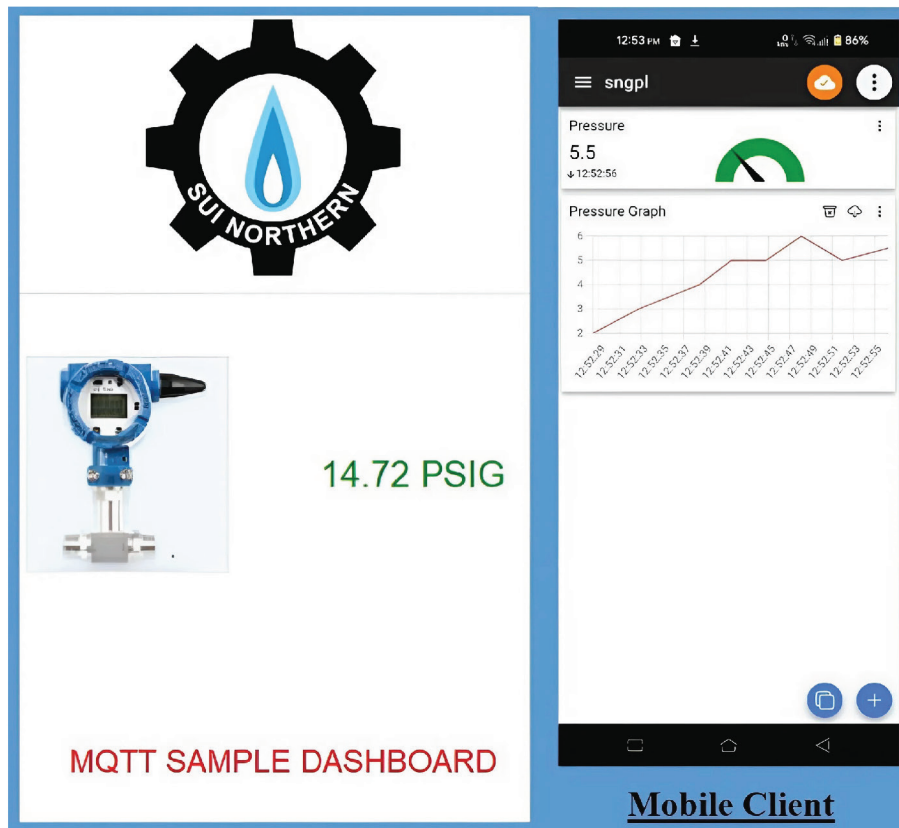 SUI NORTHERN
14.72 PSIG
MQTT SAMPLE DASHBOARD
12:53 PM
86%
sngpl
Pressure
5.5
↓12:52:56
Pressure Graph
6
5
4
3
2
12:52:29
12:52:31
12:52:33
12:52:35
12:52:37
12:52:39
12:52:41
12:52:43
12:52:45
12:52:47
12:52:49
12:52:51
12:52:53
12:52:55
Mobile Client